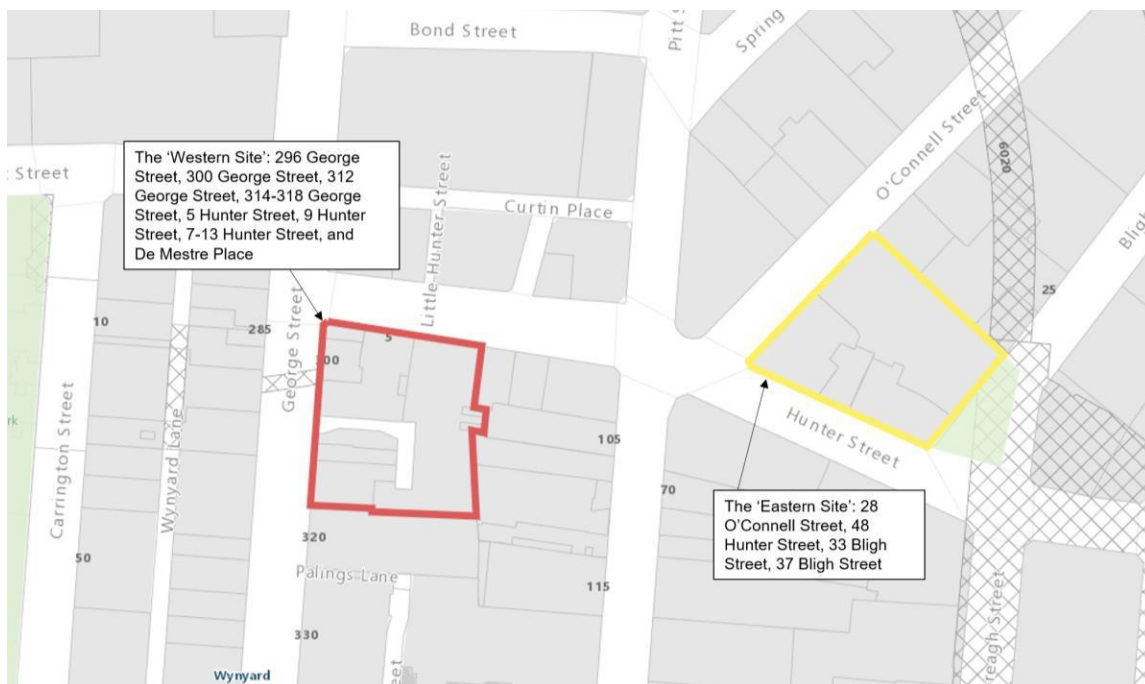 Bond Street
Pitt S
Spring
The ‘Western Site’: 296 George
Street, 300 George Street, 312
George Street, 314-318 George
Street, 5 Hunter Street, 9 Hunter
Street, 7-13 Hunter Street, and
De Mestre Place
Street
Little Hunter Street
Curtin Place
O'Connell Street
6020
Bligh
25
10
285
George Street
300
5
rk
Carrington Street
Wynyard Lane
105
Hunter Street
70
The ‘Eastern Site’: 28
O’Connell Street, 48
Hunter Street, 33 Bligh
Street, 37 Bligh Street
50
320
Palings Lane
115
330
Wynyard
eet
reagh Street